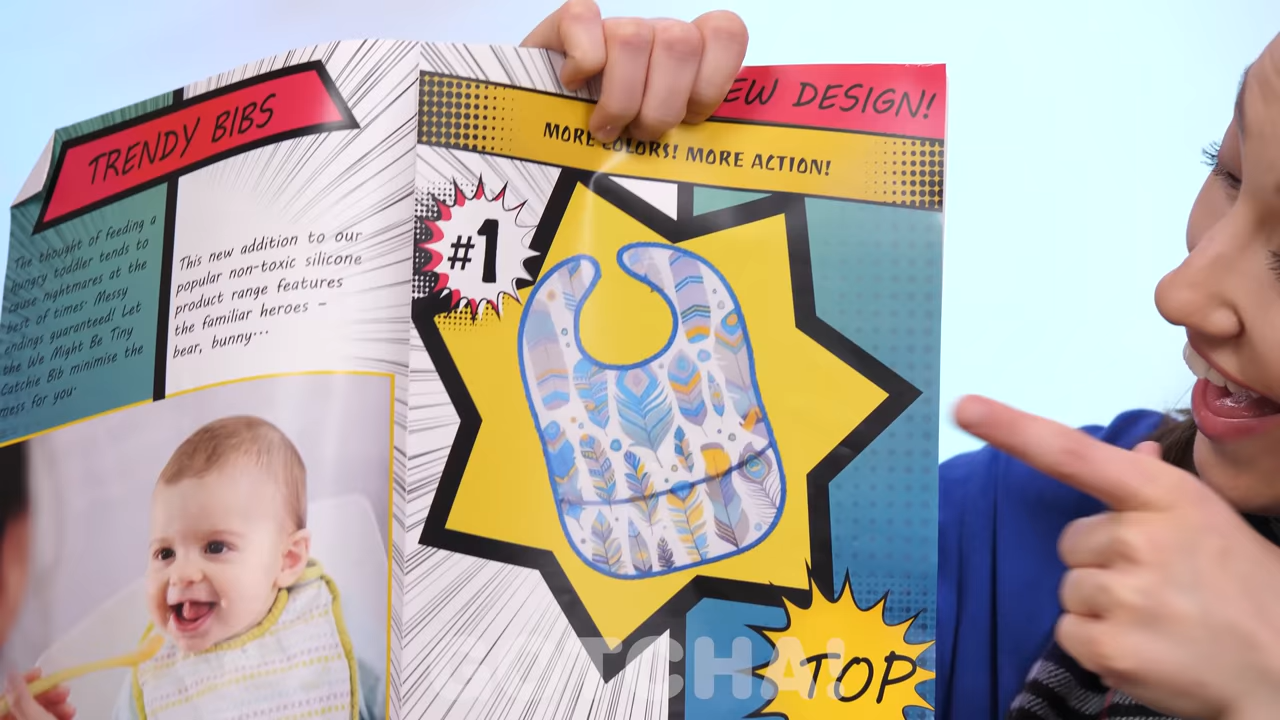 TRENDY BIBS
The thought of feeding a
hungry toddler tends to
cause nightmares at the
best of times. Messy
endings guaranteed! Let
the We Might Be Tiny
Catchie Bib minimise the
mess for you.
This new addition to our
popular non-toxic silicone
product range features
the familiar heroes –
bear, bunny...
EW DESIGN!
MORE COLORS! MORE ACTION!
#1
TOP
GOTCHA!